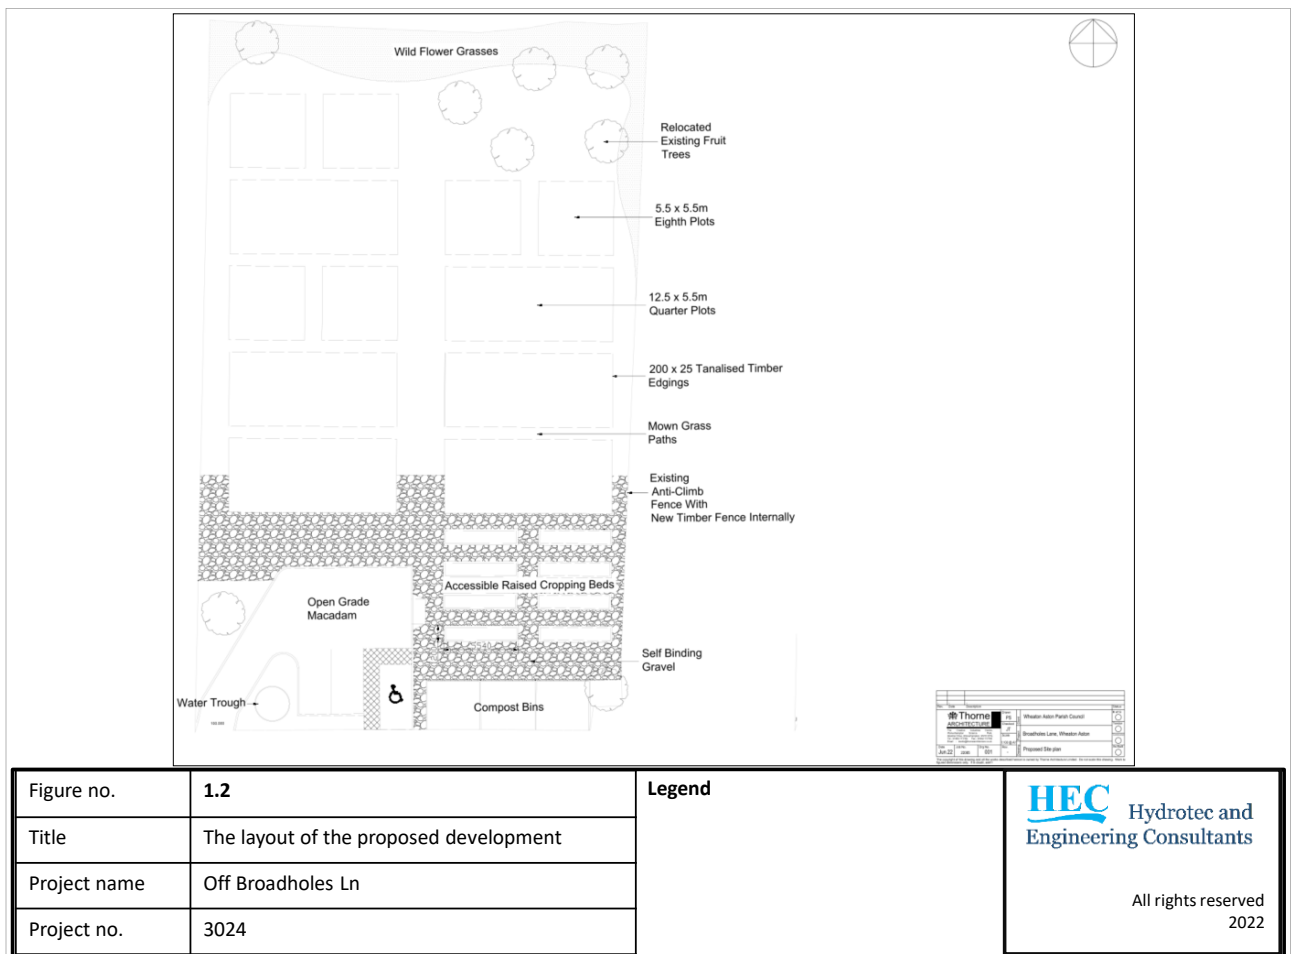 Wild Flower Grasses
Relocated
Existing Fruit
Trees
5.5 x 5.5m
Eighth Plots
12.5 x 5.5m
Quarter Plots
200 x 25 Tanalised Timber
Edgings
Mown Grass
Paths
Existing
Anti-Climb
Fence With
New Timber Fence Internally
Accessible Raised Cropping Beds
Open Grade
Macadam
Self Binding
Gravel
Water Trough
Compost Bins
Thorne
ARCHITECTURE
Wheaton Aston Parish Council
Broadholes Lane, Wheaton Aston
Proposed Site plan
Jun 22
001
Figure no.
1.2
Title
The layout of the proposed development
Project name
Off Broadholes Ln
Project no.
3024
Legend
HEC Hydrotec and
Engineering Consultants
All rights reserved
2022